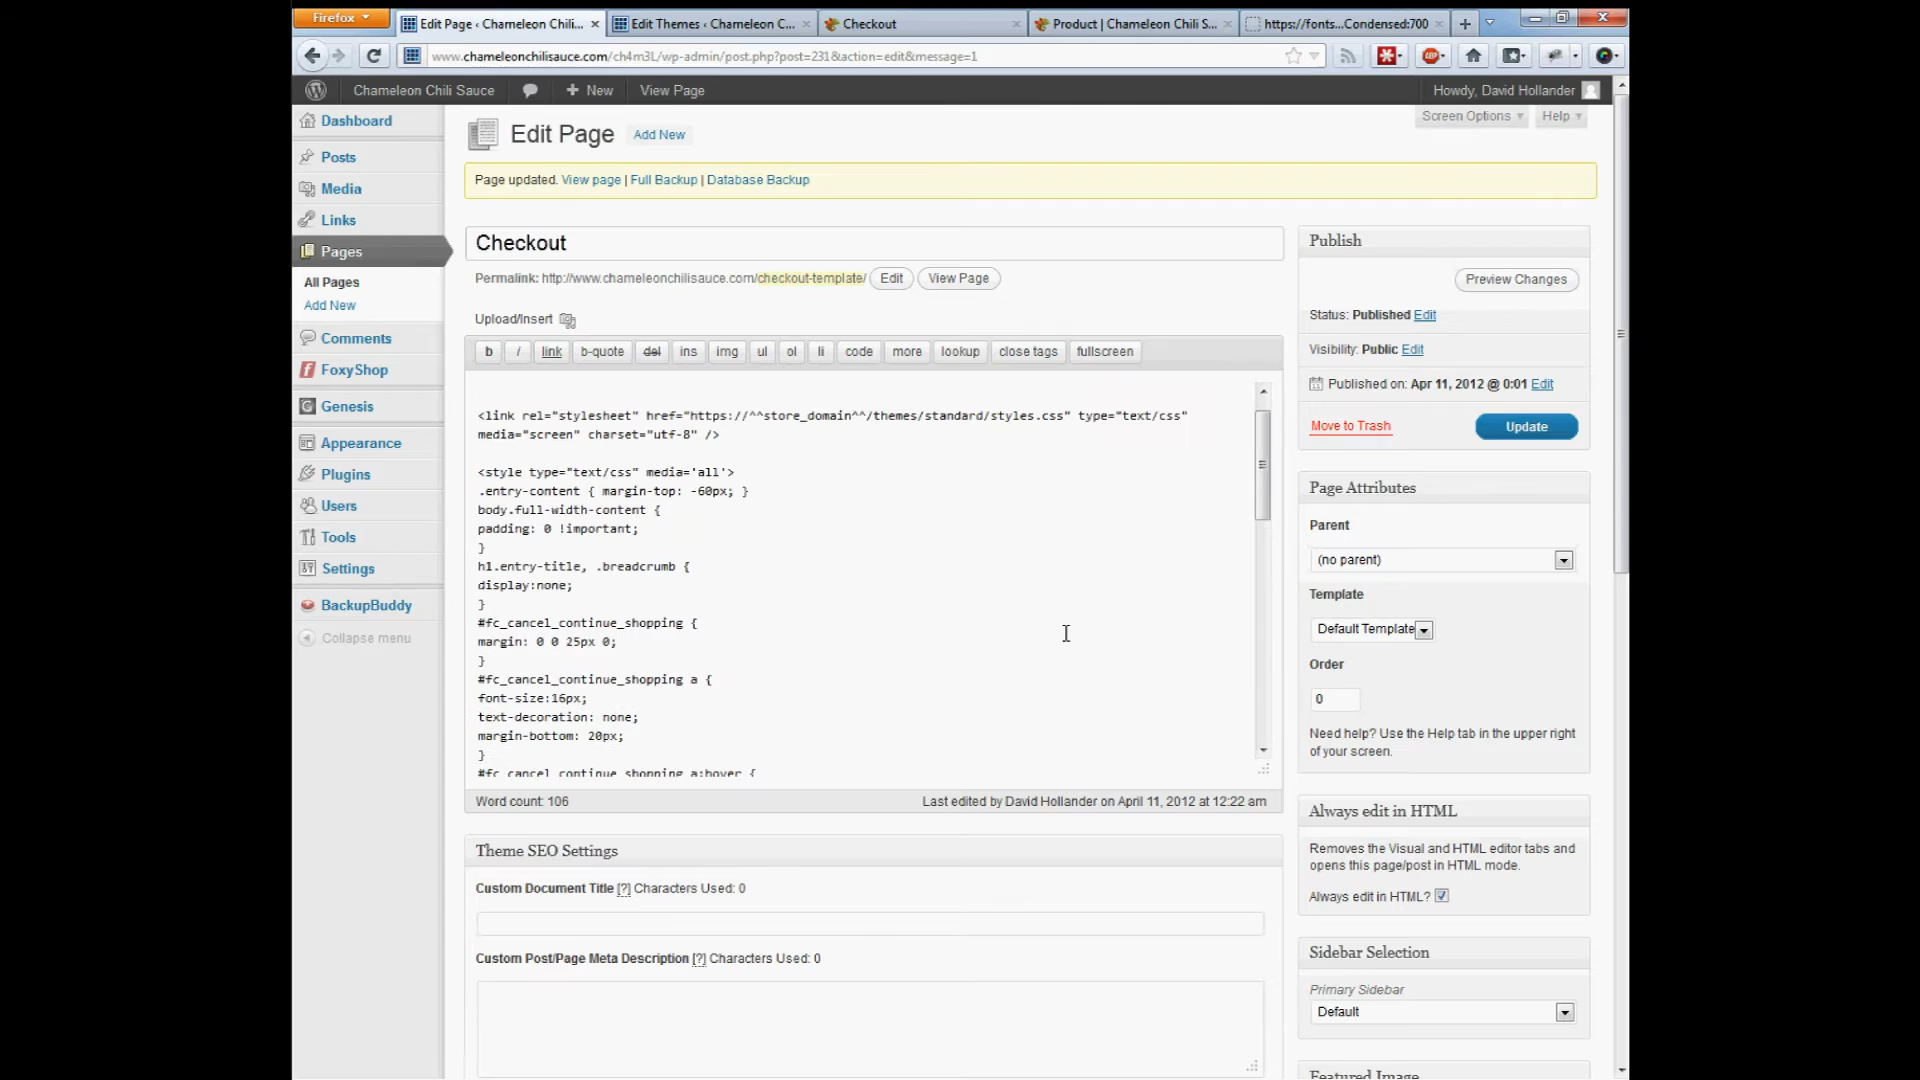 Firefox
Edit Page ‹ Chameleon Chili...
Edit Themes ‹ Chameleon C...
Checkout
Product | Chameleon Chili S...
https://fonts...Condensed:700
www.chameleonchilisauce.com/ch4m3L/wp-admin/post.php?post=231&action=edit&message=1
ABP
Chameleon Chili Sauce
New
View Page
Howdy, David Hollander
Screen Options
Help
Dashboard
Posts
Media
Links
Pages
All Pages
Add New
Comments
FoxyShop
Genesis
Appearance
Plugins
Users
Tools
Settings
BackupBuddy
Collapse menu
Edit Page
Add New
Page updated. View page | Full Backup | Database Backup
Checkout
Permalink: http://www.chameleonchilisauce.com/checkout-template/ Edit View Page
Upload/Insert
b i link b-quote del ins img ul ol li code more lookup close tags fullscreen
<link rel="stylesheet" href="https://^^store_domain^^/themes/standard/styles.css" type="text/css"
media="screen" charset="utf-8" />
<style type="text/css" media='all'>
.entry-content { margin-top: -60px; }
body.full-width-content {
padding: 0 !important;
}
h1.entry-title, .breadcrumb {
display:none;
}
#fc_cancel_continue_shopping {
margin: 0 0 25px 0;
}
#fc_cancel_continue_shopping a {
font-size:16px;
text-decoration: none;
margin-bottom: 20px;
}
#fc_cancel_continue_shopping a:hover {
Word count: 106
Last edited by David Hollander on April 11, 2012 at 12:22 am
Theme SEO Settings
Custom Document Title [?] Characters Used: 0
Custom Post/Page Meta Description [?] Characters Used: 0
Publish
Preview Changes
Status: Published Edit
Visibility: Public Edit
Published on: Apr 11, 2012 @ 0:01 Edit
Move to Trash
Update
Page Attributes
Parent
(no parent)
Template
Default Template
Order
0
Need help? Use the Help tab in the upper right
of your screen.
Always edit in HTML
Removes the Visual and HTML editor tabs and
opens this page/post in HTML mode.
Always edit in HTML?
Sidebar Selection
Primary Sidebar
Default
Featured Image